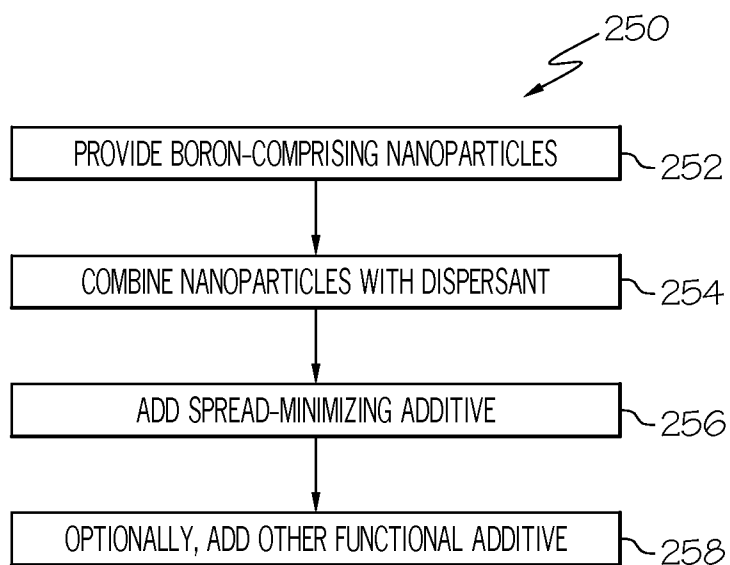 250
PROVIDE BORON-COMPRISING NANOPARTICLES
252
COMBINE NANOPARTICLES WITH DISPERSANT
254
ADD SPREAD-MINIMIZING ADDITIVE
256
OPTIONALLY, ADD OTHER FUNCTIONAL ADDITIVE
258